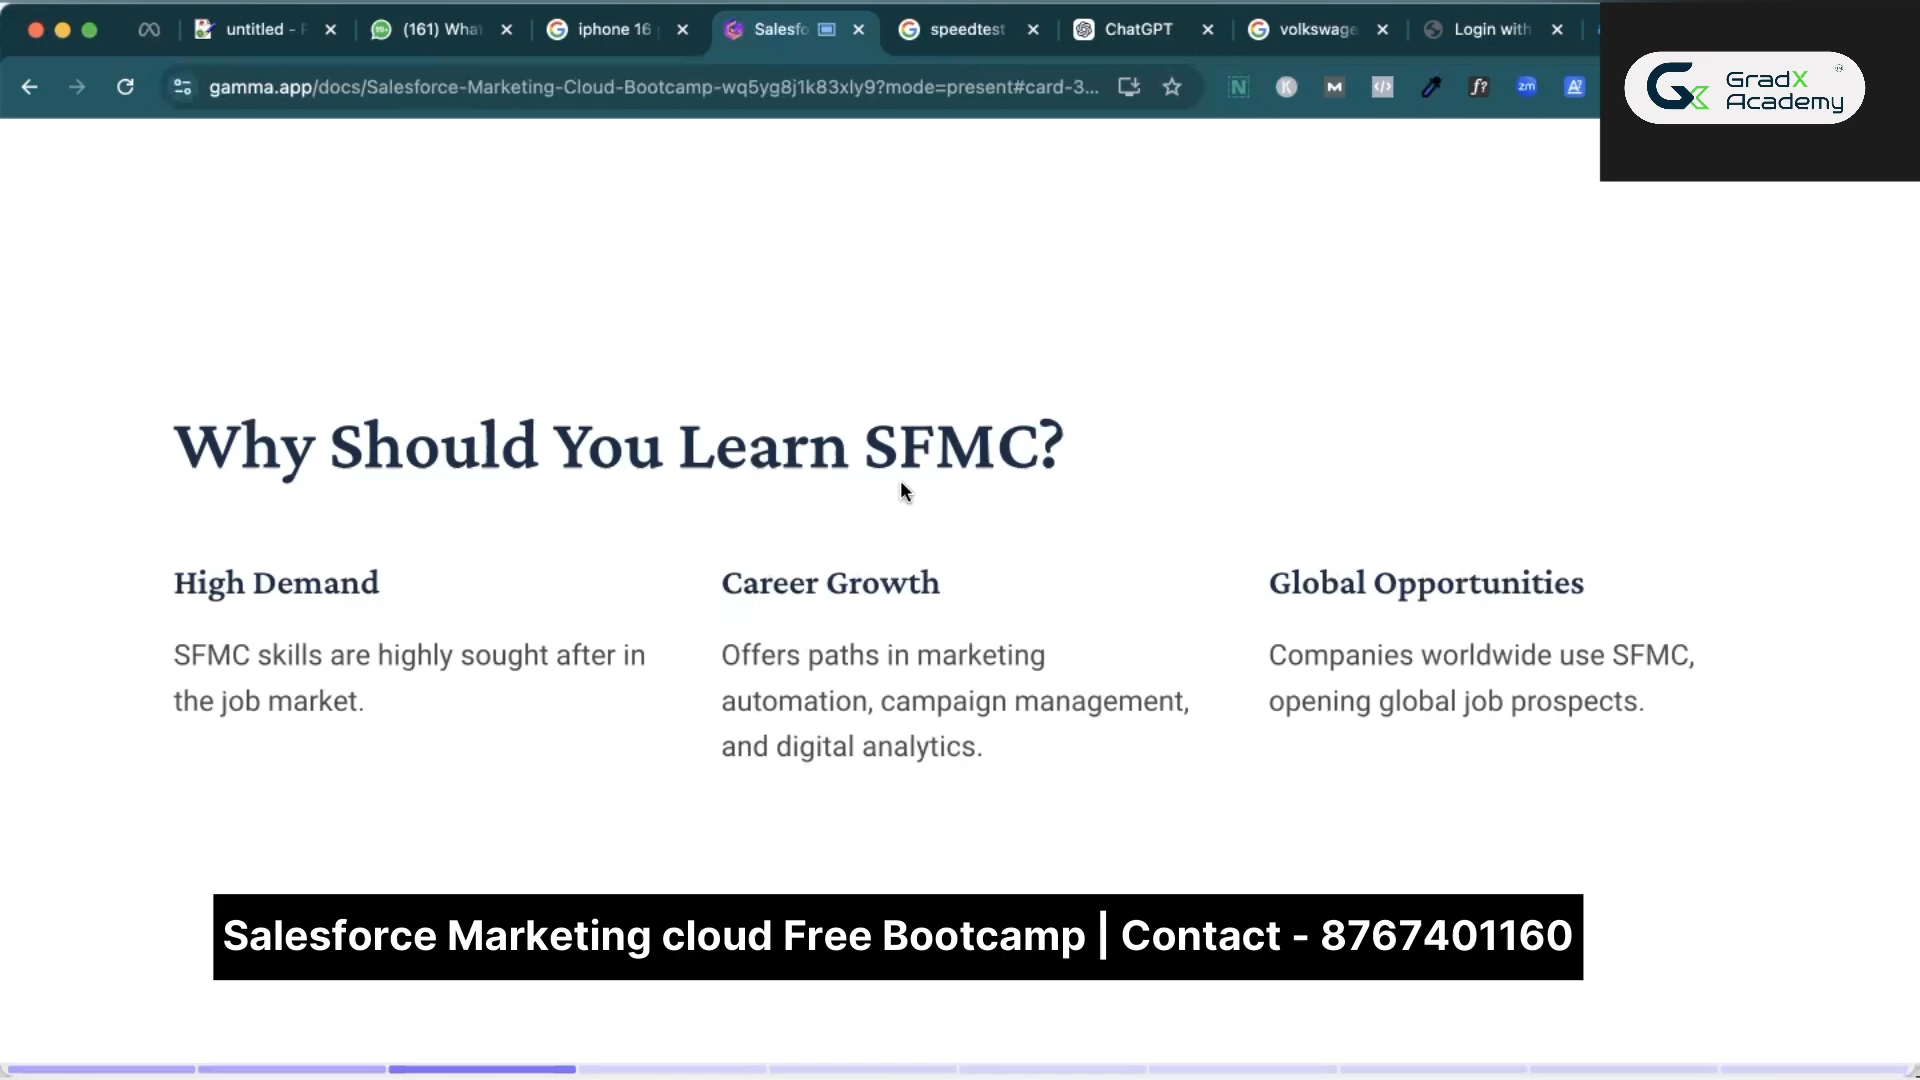 untitled -
(161) What
iphone 16
Salesfo
speedtest
ChatGPT
volkswage
Login with
gamma.app/docs/Salesforce-Marketing-Cloud-Bootcamp-wq5yg8j1k83xly9?mode=present#card-3...
GradX
Academy
Why Should You Learn SFMC?
High Demand
SFMC skills are highly sought after in
the job market.
Career Growth
Offers paths in marketing
automation, campaign management,
and digital analytics.
Global Opportunities
Companies worldwide use SFMC,
opening global job prospects.
Salesforce Marketing cloud Free Bootcamp | Contact - 8767401160